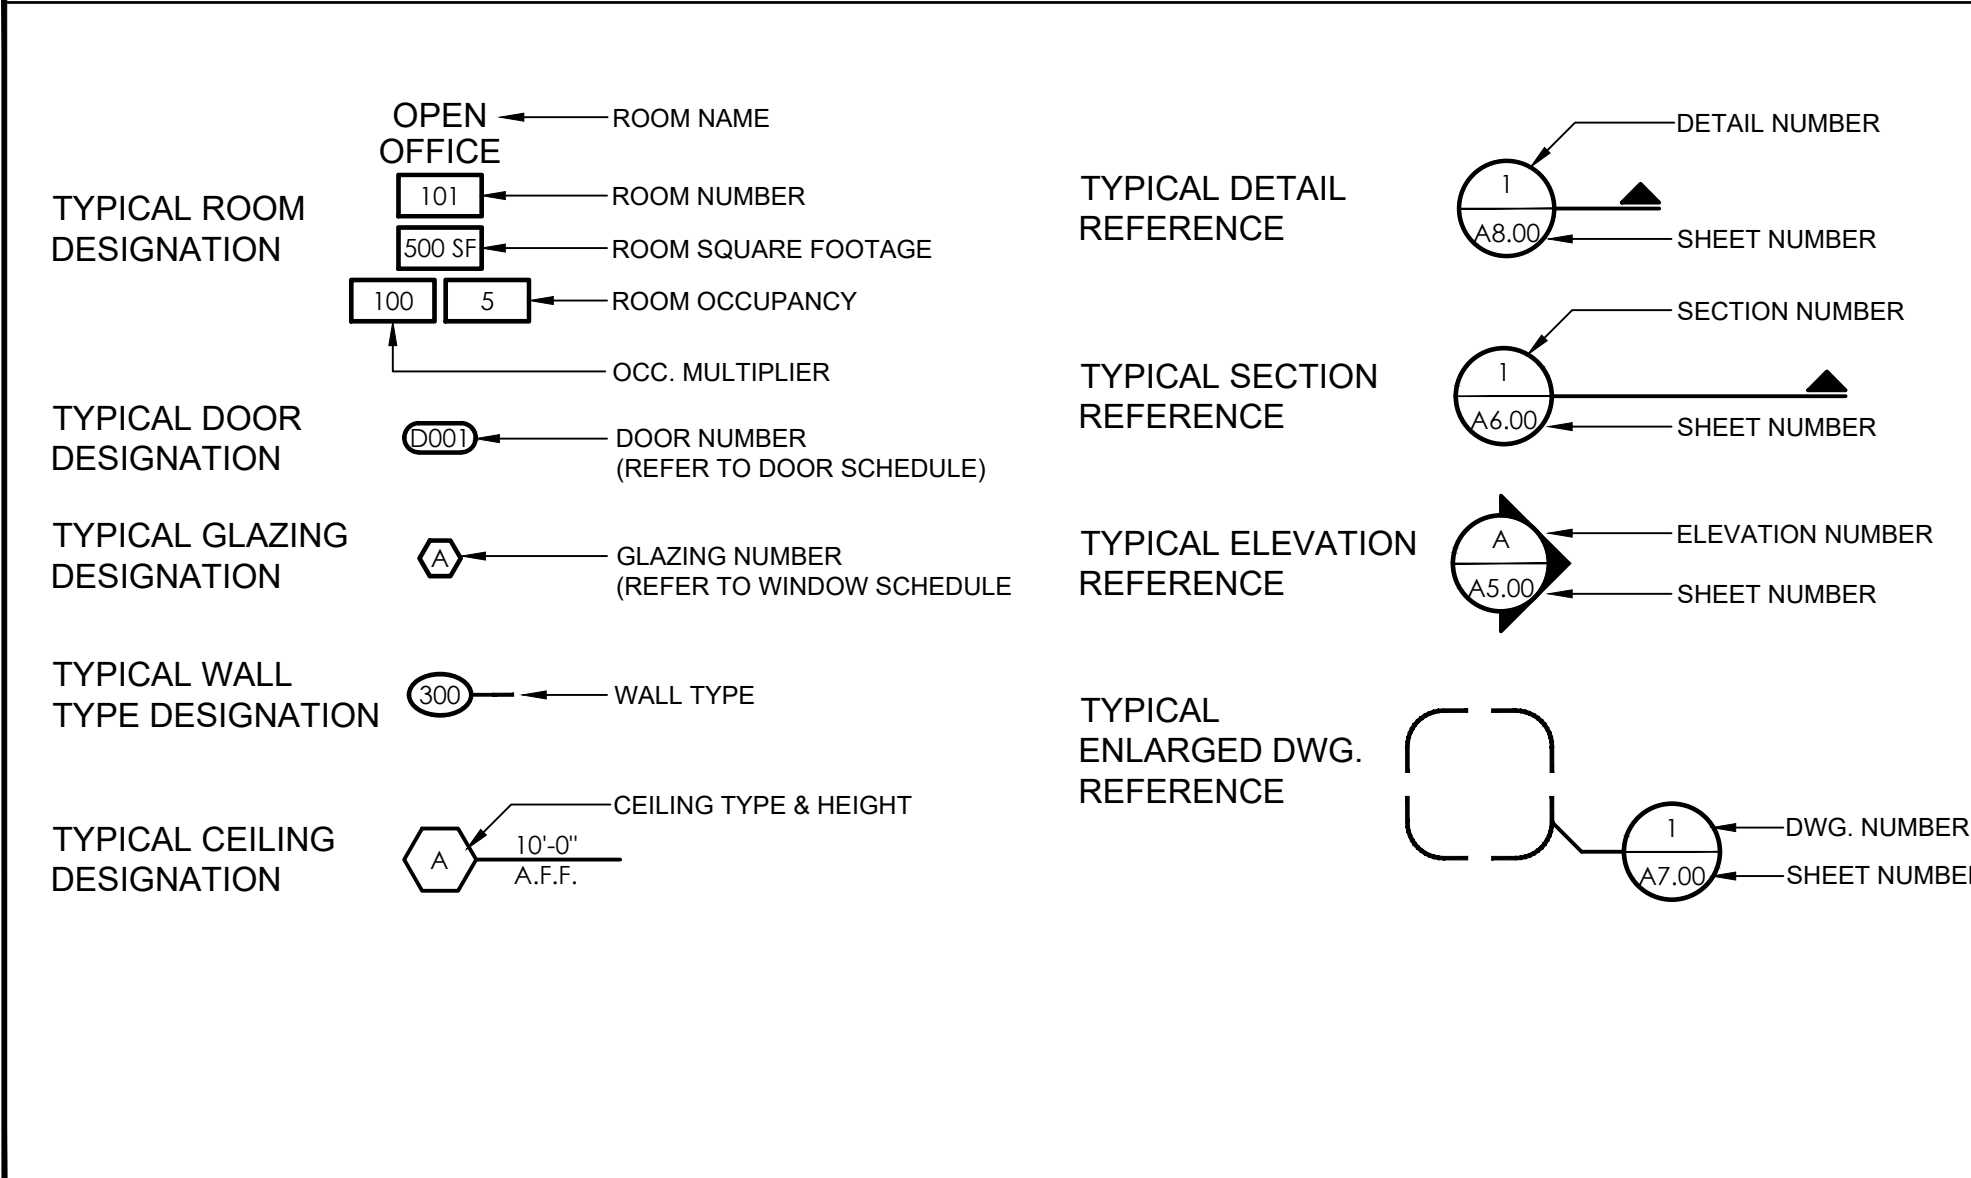 OPEN
OFFICE
ROOM NAME
TYPICAL ROOM
DESIGNATION
101
ROOM NUMBER
500 SF
ROOM SQUARE FOOTAGE
100
5
ROOM OCCUPANCY
OCC. MULTIPLIER
TYPICAL DOOR
DESIGNATION
D001
DOOR NUMBER
(REFER TO DOOR SCHEDULE)
TYPICAL GLAZING
DESIGNATION
A
GLAZING NUMBER
(REFER TO WINDOW SCHEDULE
TYPICAL WALL
TYPE DESIGNATION
300
WALL TYPE
TYPICAL CEILING
DESIGNATION
A
10'-0"
A.F.F.
CEILING TYPE & HEIGHT
TYPICAL DETAIL
REFERENCE
1
A8.00
DETAIL NUMBER
SHEET NUMBER
TYPICAL SECTION
REFERENCE
1
A6.00
SECTION NUMBER
SHEET NUMBER
TYPICAL ELEVATION
REFERENCE
A
A5.00
ELEVATION NUMBER
SHEET NUMBER
TYPICAL
ENLARGED DWG.
REFERENCE
1
A7.00
DWG. NUMBER
SHEET NUMBE